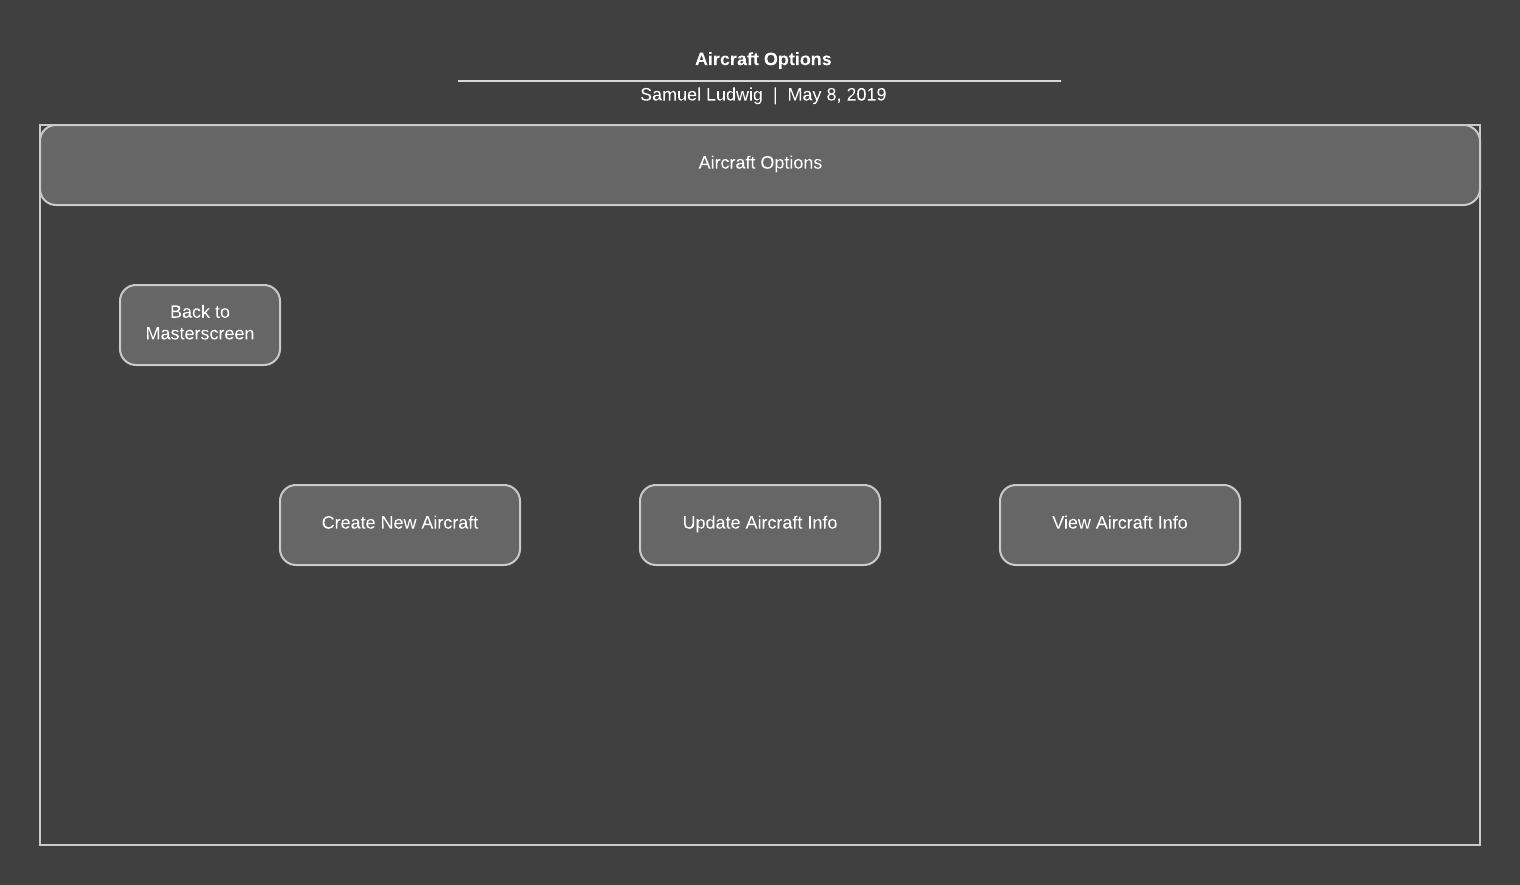 Aircraft Options
Samuel Ludwig | May 8, 2019
Aircraft Options
Back to
Masterscreen
Create New Aircraft
Update Aircraft Info
View Aircraft Info